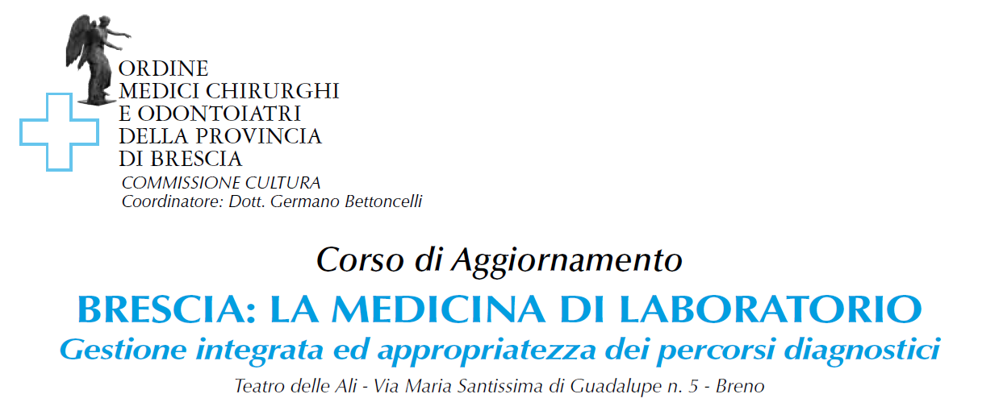 ORDINE
MEDICI CHIRURGHI
E ODONTOIATRI
DELLA PROVINCIA
DI BRESCIA
COMMISSIONE CULTURA
Coordinatore: Dott. Germano Bettoncelli
Corso di Aggiornamento
BRESCIA: LA MEDICINA DI LABORATORIO
Gestione integrata ed appropriatezza dei percorsi diagnostici
Teatro delle Ali - Via Maria Santissima di Guadalupe n. 5 - Breno